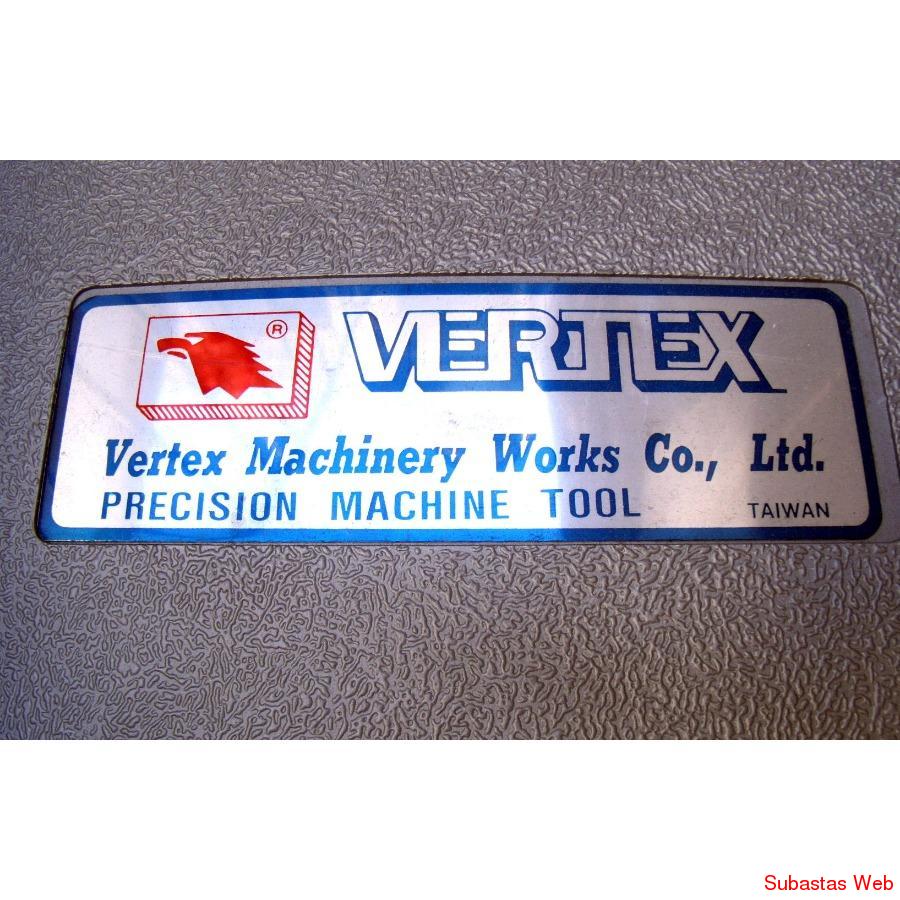 ®
VERTEX
Vertex Machinery Works Co., Ltd.
PRECISION MACHINE TOOL
TAIWAN
Subastas Web